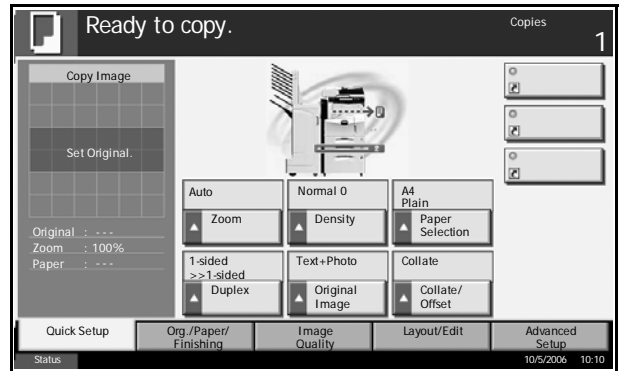 Ready to copy.
Copies
1
Copy Image
Set Original.
Original : ---
Zoom : 100%
Paper : ---
Auto
Zoom
Normal 0
Density
A4
Plain
Paper
Selection
1-sided
>>1-sided
Duplex
Text+Photo
Original
Image
Collate
Collate/
Offset
Quick Setup
Org./Paper/
Finishing
Image
Quality
Layout/Edit
Advanced
Setup
Status
10/5/2006 10:10